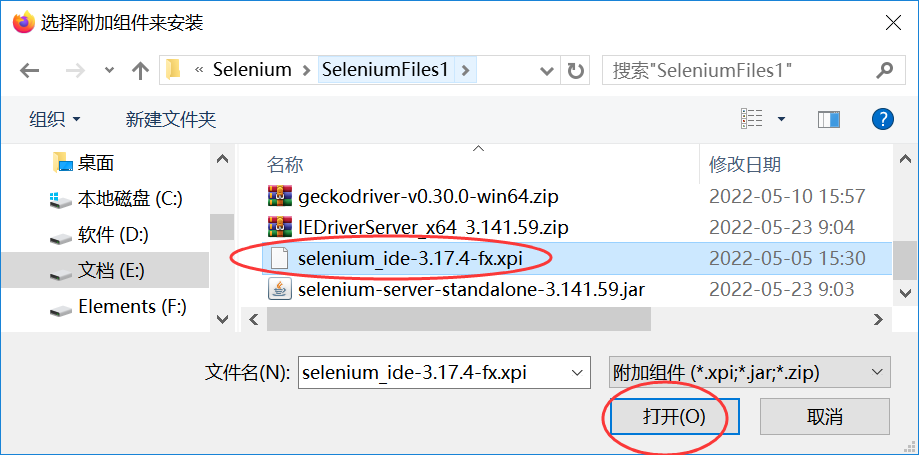 选择附加组件来安装
« Selenium > SeleniumFiles1 >
搜索"SeleniumFiles1"
组织
新建文件夹
?
桌面
本地磁盘 (C:)
软件 (D:)
文档 (E:)
Elements (F:)
名称
修改日期
geckodriver-v0.30.0-win64.zip
2022-05-10 15:57
IEDriverServer_x64_3.141.59.zip
2022-05-23 9:04
selenium_ide-3.17.4-fx.xpi
2022-05-05 15:30
selenium-server-standalone-3.141.59.jar
2022-05-23 9:03
文件名(N):
selenium_ide-3.17.4-fx.xpi
附加组件 (*.xpi;*.jar;*.zip)
打开(O)
取消